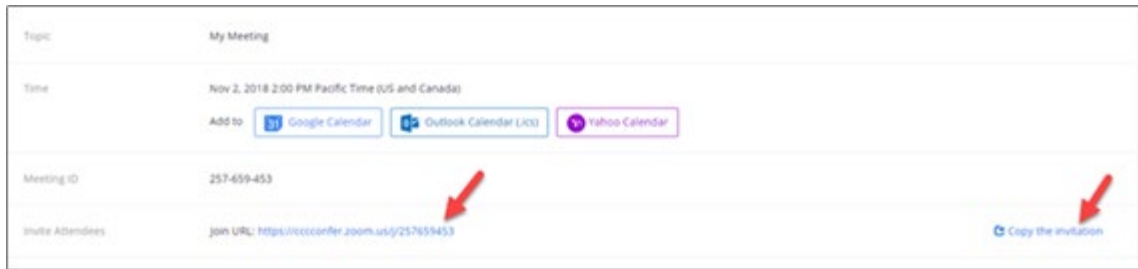 Topic My Meeting
Time Nov 2, 2018 2:00 PM Pacific Time (US and Canada)
Add to 31 Google Calendar Outlook Calendar (.ics) Yahoo Calendar
Meeting ID 257-659-453
Invite Attendees Join URL: https://cccconfer.zoom.us/j/257659453 Copy the invitation